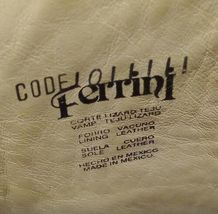 CODE
Ferrini
CORTE LIZARD TEJU
VAMP TEJU LIZARD
FORRO VACUNO
LINING LEATHER
SUELA CUERO
SOLE LEATHER
HECHO EN MEXICO
MADE IN MEXICO.